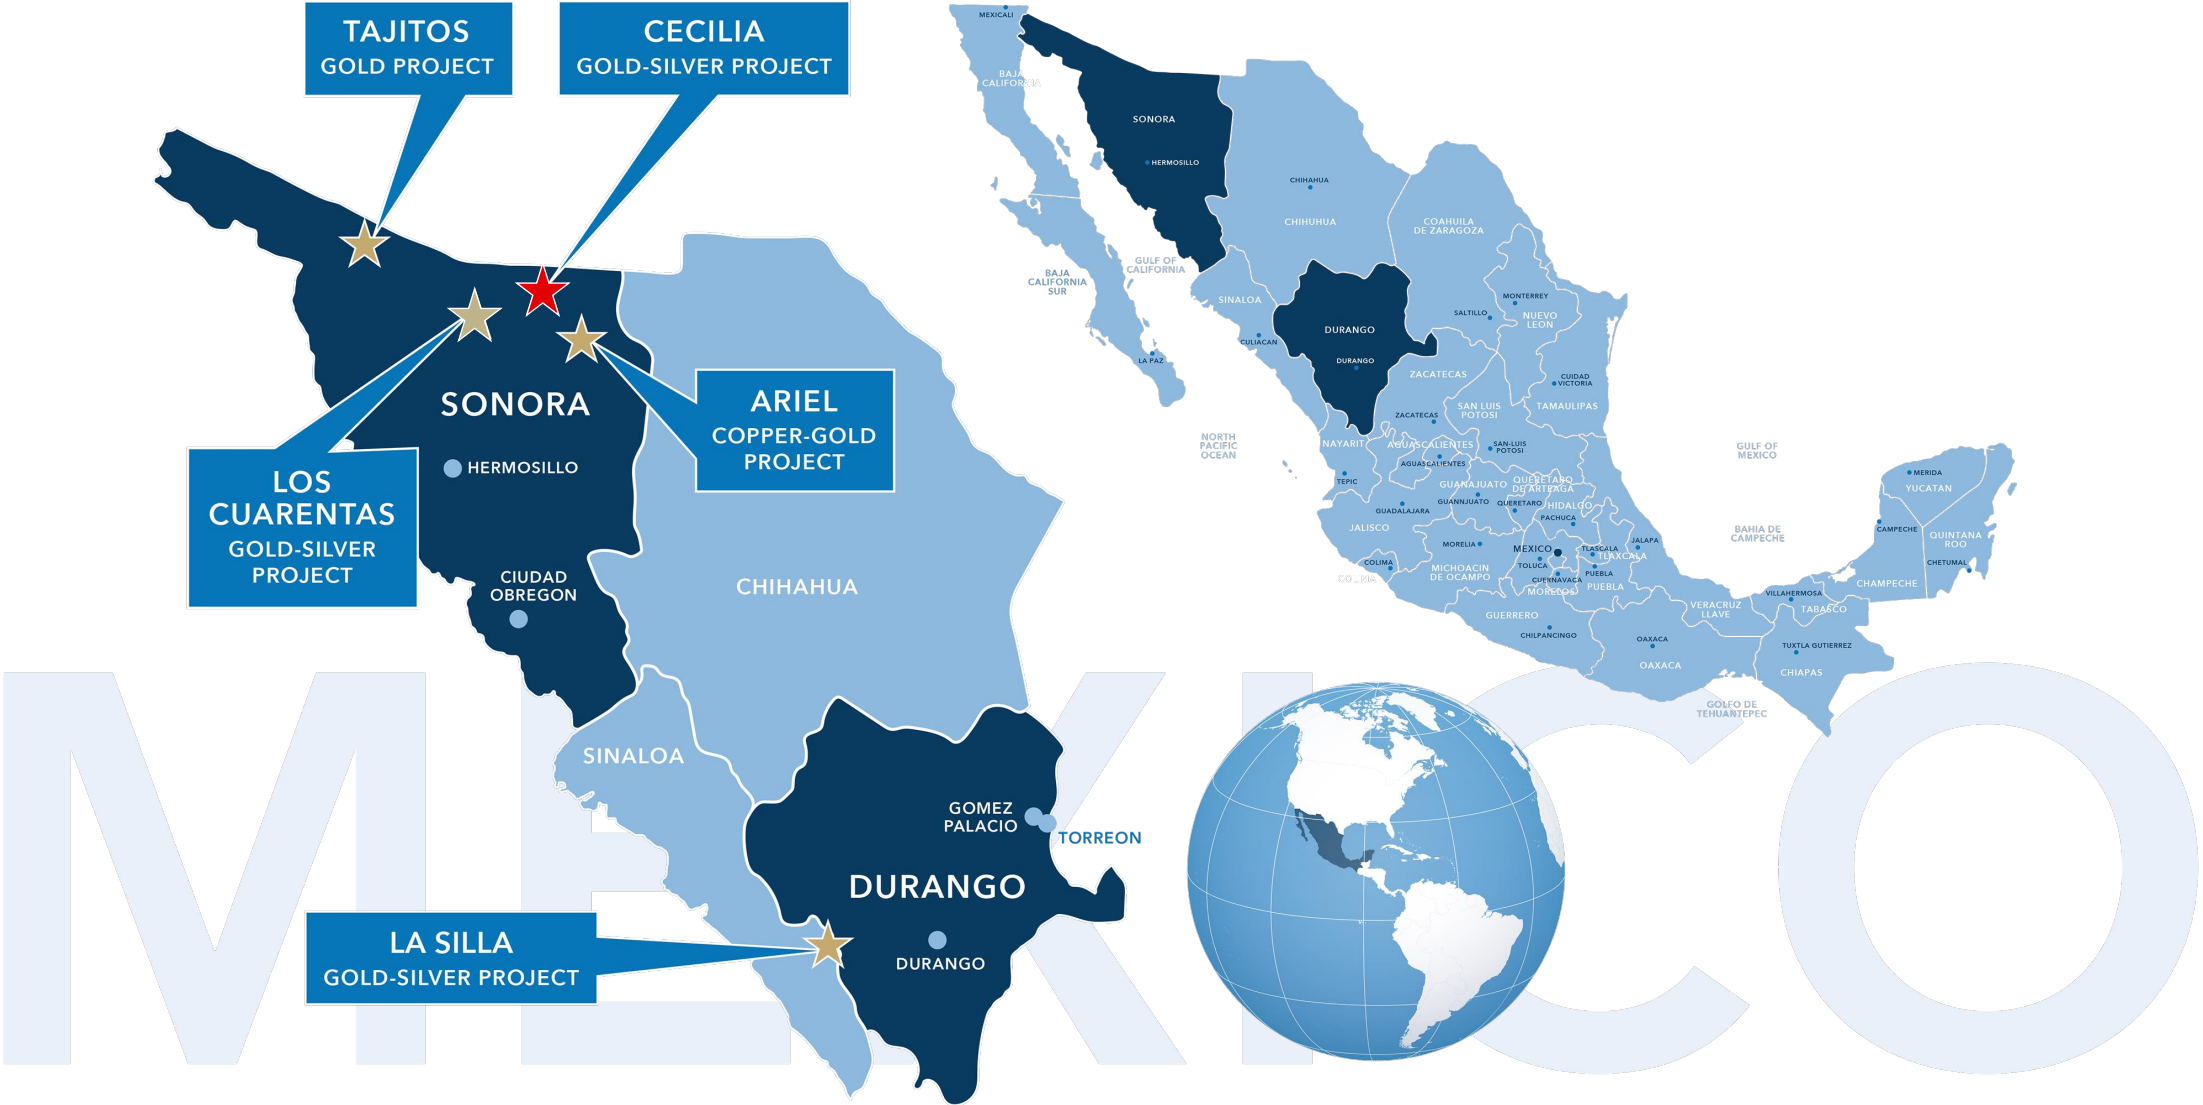 TAJITOS
GOLD PROJECT
CECILIA
GOLD-SILVER PROJECT
SONORA
HERMOSILLO
LOS
CUARENTAS
GOLD-SILVER
PROJECT
ARIEL
COPPER-GOLD
PROJECT
CIUDAD
OBREGON
CHIHAHUA
SINALOA
GOMEZ
PALACIO
TORREON
DURANGO
DURANGO
LA SILLA
GOLD-SILVER PROJECT
MEXICALI
BAJA
CALIFORNIA
SONORA
HERMOSILLO
CHIHAHUA
CHIHUHUA
COAHUILA
DE ZARAGOZA
GULF OF
CALIFORNIA
BAJA
CALIFORNIA
SUR
SINALOA
CULIACAN
LA PAZ
DURANGO
DURANGO
MONTERREY
SALTILLO
NUEVO
LEON
ZACATECAS
CUIDAD
VICTORIA
SAN LUIS
POTOSI
TAMAULIPAS
ZACATECAS
NORTH
PACIFIC
OCEAN
NAYARIT
AGUASCALIENTES
SAN-LUIS
POTOSI
AGUASCALIENTES
TEPIC
GUANAJUATO
QUERETARO
DE ARTEAGA
GUANNJUATO
QUERETARO
HIDALGO
GUADALAJARA
PACHUCA
JALISCO
MORELIA
MEXICO
TLASCALA
TLAXCALA
JALAPA
COLIMA
TOLUCA
MICHOACIN
DE OCAMPO
CUERNAVACA
PUEBLA
MORELOS
PUEBLA
GUERRERO
CHILPANCINGO
OAXACA
OAXACA
VERACRUZ
LLAVE
VILLAHERMOSA
TABASCO
TUXTLA GUTIERREZ
CHIAPAS
GULF OF
MEXICO
BAHIA DE
CAMPECHE
MERIDA
YUCATAN
CAMPECHE
QUINTANA
ROO
CHETUMAL
CHAMPECHE
GOLFO DE
TEHUANTEPEC
MEXICO